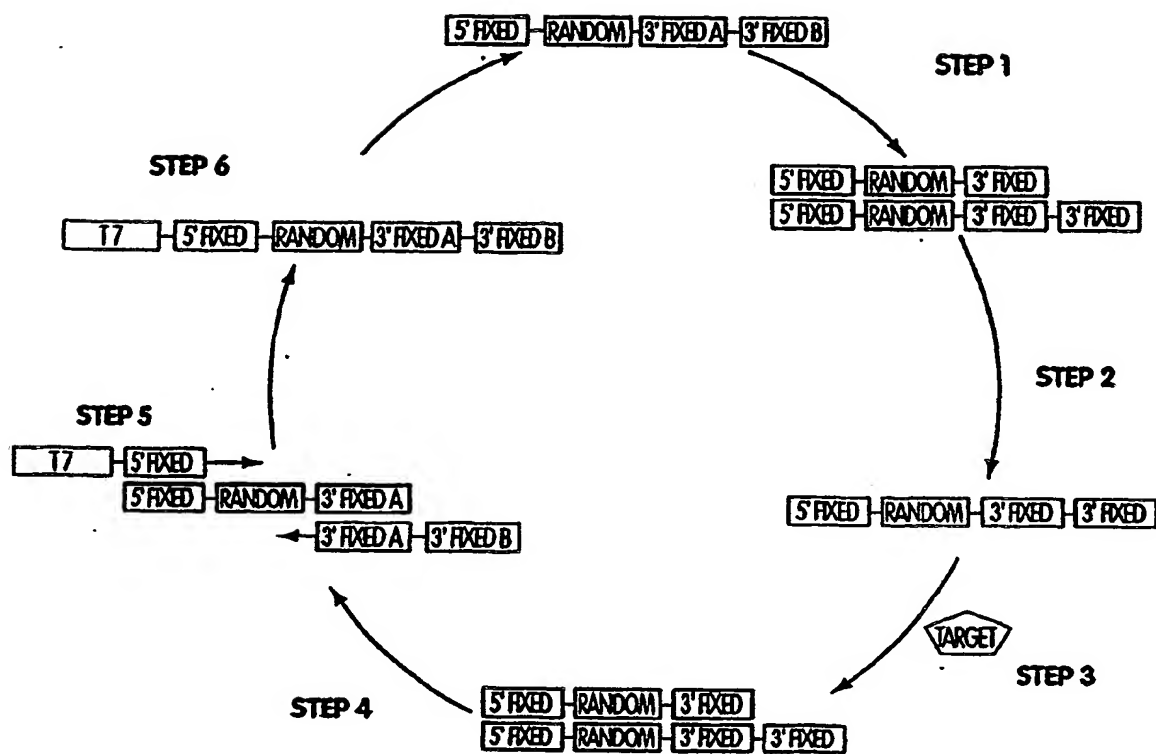 5' FIXED RANDOM 3' FIXED A 3' FIXED B
STEP 1
5' FIXED RANDOM 3' FIXED
5' FIXED RANDOM 3' FIXED 3' FIXED
STEP 2
5' FIXED RANDOM 3' FIXED 3' FIXED
TARGET
STEP 3
5' FIXED RANDOM 3' FIXED
5' FIXED RANDOM 3' FIXED 3' FIXED
STEP 4
STEP 5
T7 5' FIXED
5' FIXED RANDOM 3' FIXED A
3' FIXED A 3' FIXED B
STEP 6
T7 5' FIXED RANDOM 3' FIXED A 3' FIXED B